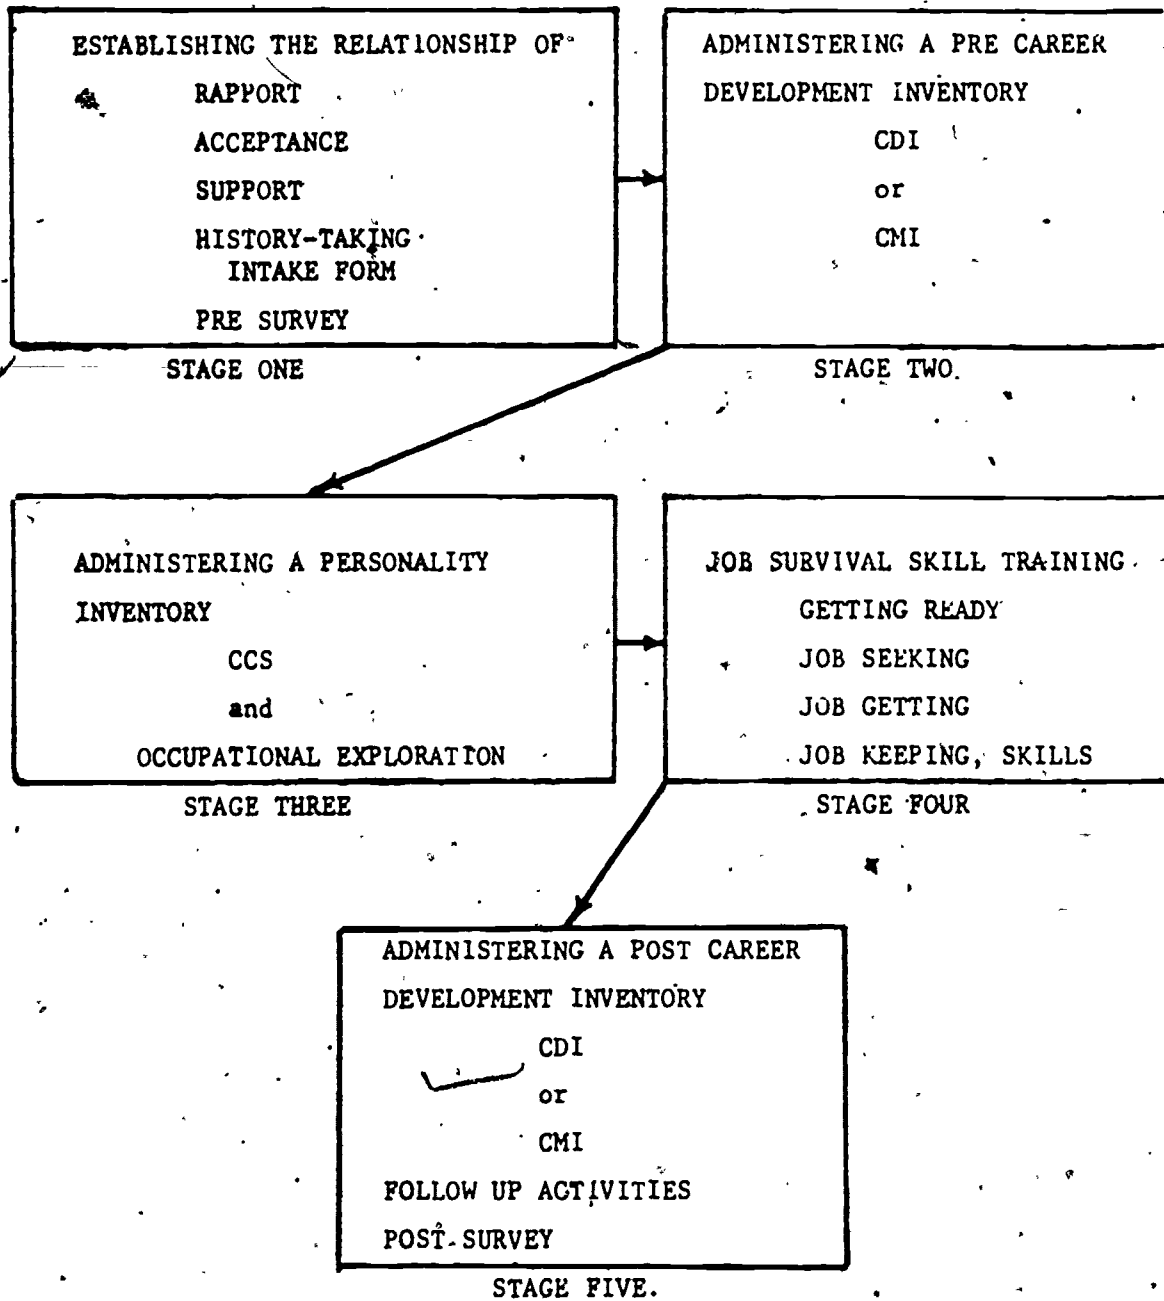 ESTABLISHING THE RELATIONSHIP OF
RAPPORT
ACCEPTANCE
SUPPORT
HISTORY-TAKING
INTAKE FORM
PRE SURVEY
STAGE ONE
ADMINISTERING A PRE CAREER
DEVELOPMENT INVENTORY
CDI
or
CMI
STAGE TWO.
ADMINISTERING A PERSONALITY
INVENTORY
CCS
and
OCCUPATIONAL EXPLORATION
STAGE THREE
JOB SURVIVAL SKILL TRAINING
GETTING READY
JOB SEEKING
JOB GETTING
JOB KEEPING, SKILLS
STAGE FOUR
ADMINISTERING A POST CAREER
DEVELOPMENT INVENTORY
CDI
or
CMI
FOLLOW UP ACTIVITIES
POST-SURVEY
STAGE FIVE.